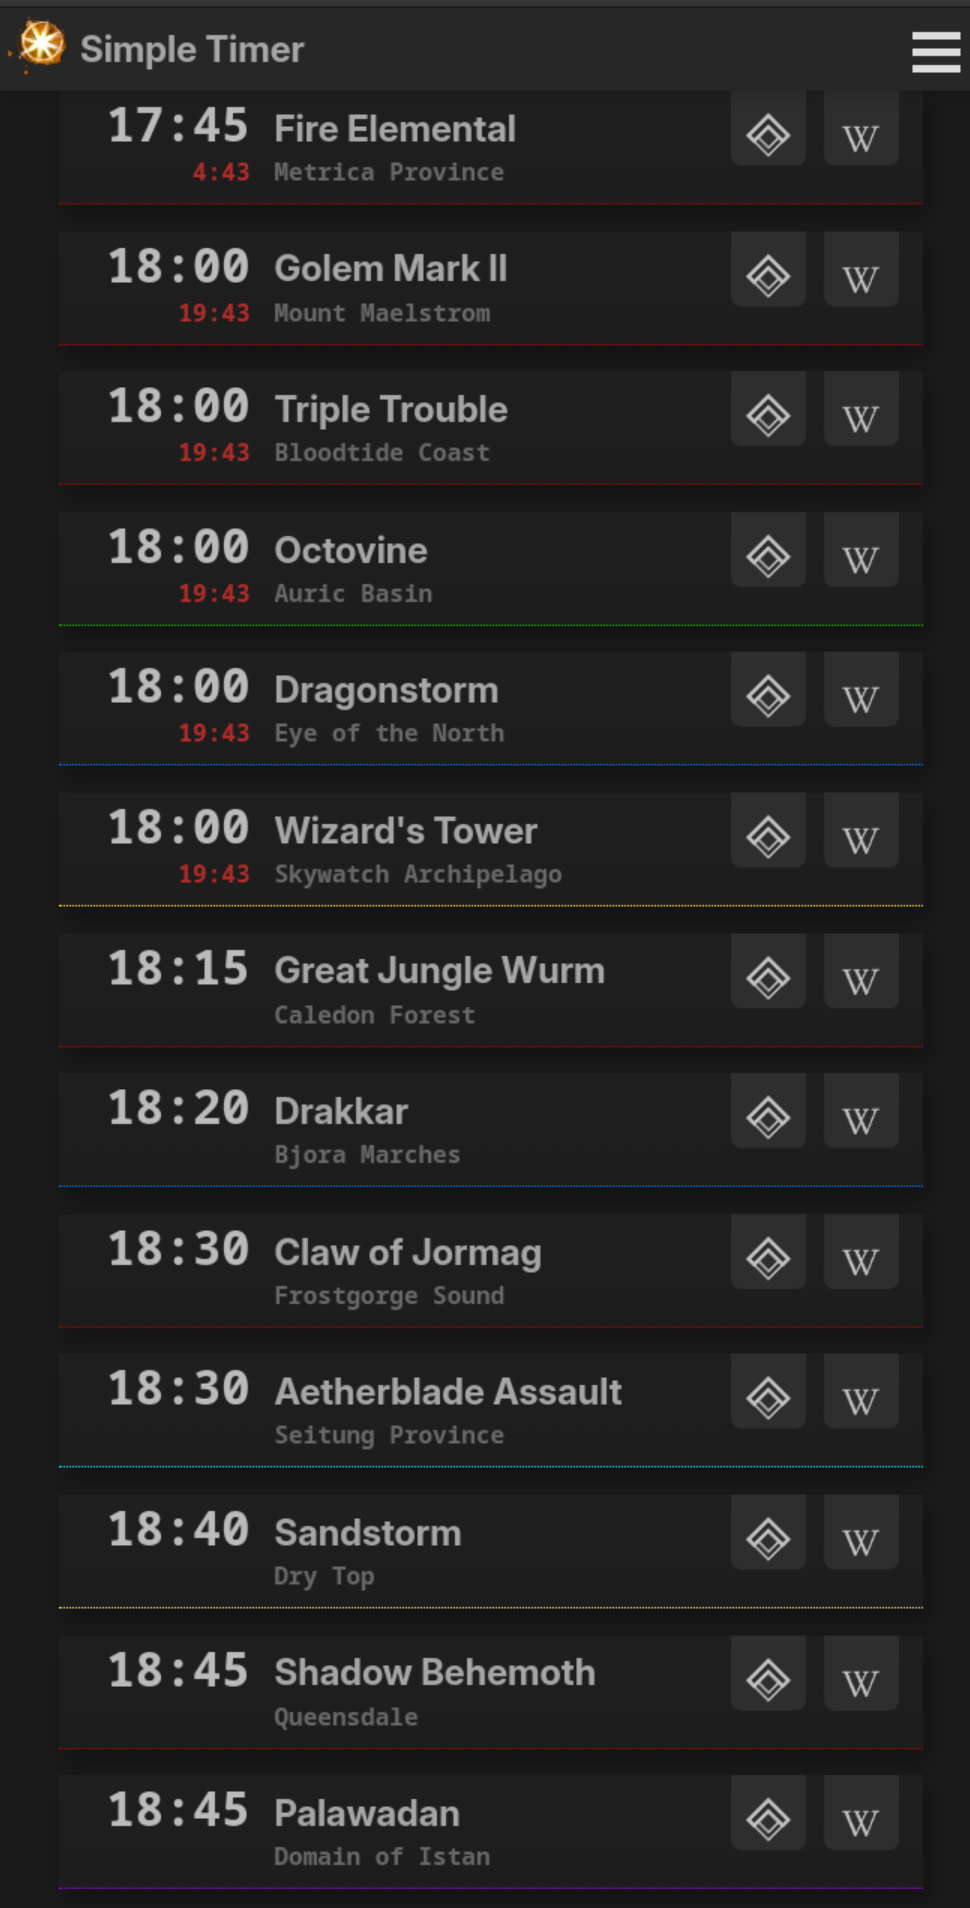 Simple Timer
17:45 Fire Elemental W
4:43 Metrica Province
18:00 Golem Mark II W
19:43 Mount Maelstrom
18:00 Triple Trouble W
19:43 Bloodtide Coast
18:00 Octovine W
19:43 Auric Basin
18:00 Dragonstorm W
19:43 Eye of the North
18:00 Wizard's Tower W
19:43 Skywatch Archipelago
18:15 Great Jungle Wurm W
Caledon Forest
18:20 Drakkar W
Bjora Marches
18:30 Claw of Jormag W
Frostgorge Sound
18:30 Aetherblade Assault W
Seitung Province
18:40 Sandstorm W
Dry Top
18:45 Shadow Behemoth W
Queensdale
18:45 Palawadan W
Domain of Istan